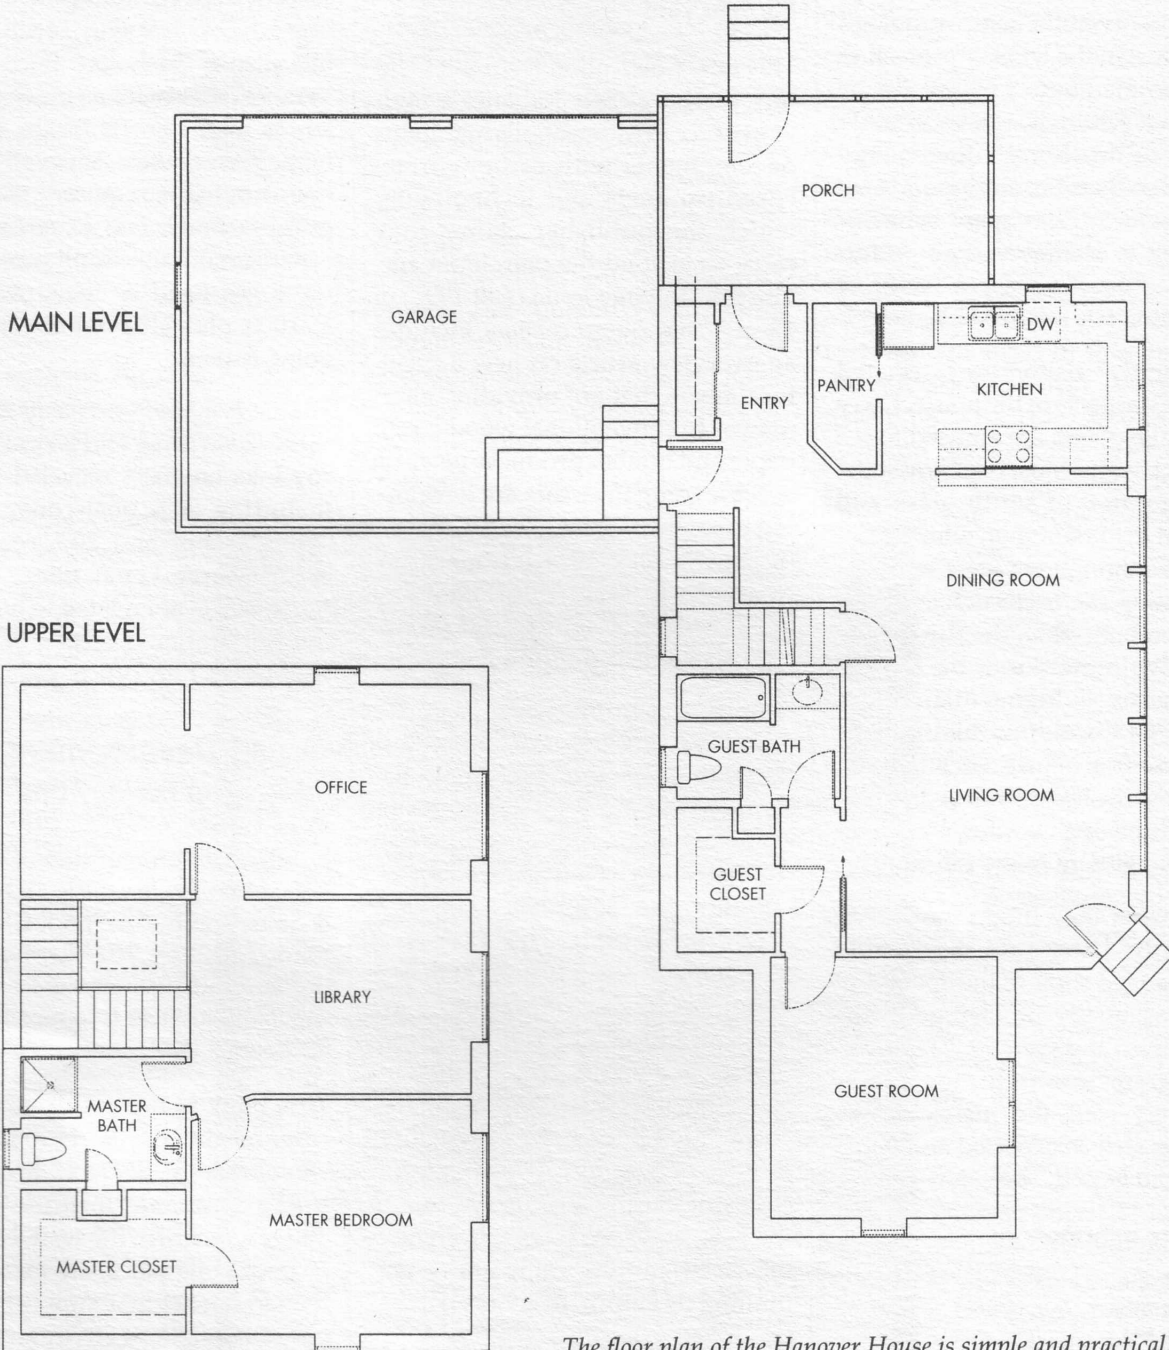 PORCH
MAIN LEVEL
GARAGE
DW
PANTRY
KITCHEN
ENTRY
DINING ROOM
UPPER LEVEL
GUEST BATH
OFFICE
LIVING ROOM
GUEST
CLOSET
LIBRARY
GUEST ROOM
MASTER
BATH
MASTER BEDROOM
MASTER CLOSET
The floor plan of the Hanover House is simple and practical